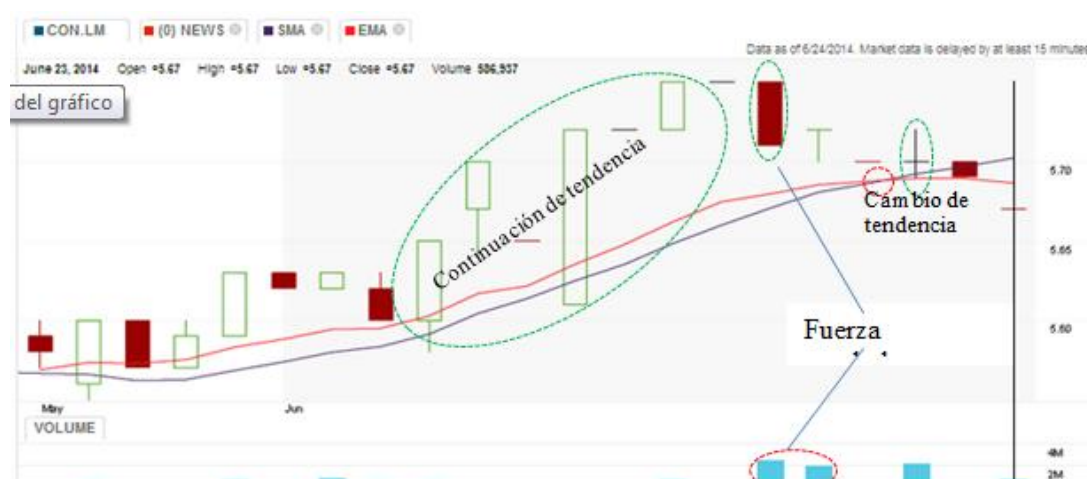 CON.LM (0) NEWS SMA EMA
Data as of 6/24/2014. Market data is delayed by at least 15 minutes
June 23, 2014 Open =5.67 High =5.67 Low =5.67 Close =5.67 Volume 506,937
del gráfico
Continuación de tendencia
5.70
Cambio de
tendencia
5.65
Fuerza
5.60
May Jun
VOLUME
4M
2M